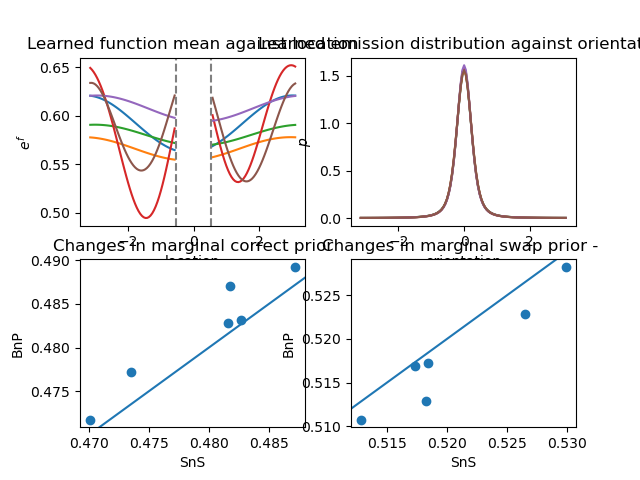 Learned function mean against location
Learned emission distribution against orientat
0.65
0.60
0.55
0.50
e^f
−2
0
2
location
1.5
1.0
0.5
0.0
p
−2
0
2
orientation
Changes in marginal correct prior
Changes in marginal swap prior -
0.490
0.485
0.480
0.475
BnP
0.470
0.475
0.480
0.485
SnS
0.525
0.520
0.515
0.510
BnP
0.515
0.520
0.525
0.530
SnS